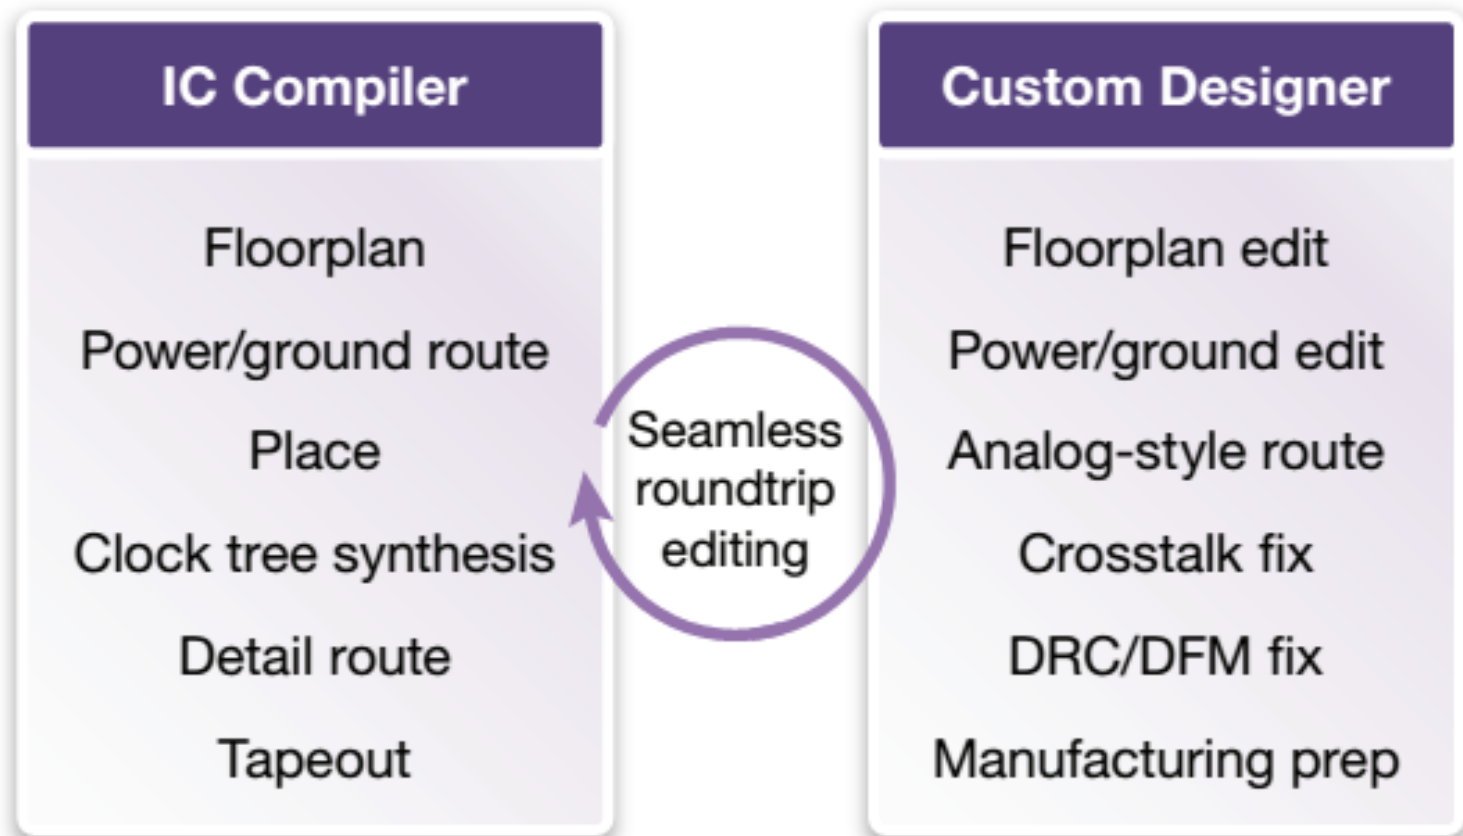 IC Compiler
Floorplan
Power/ground route
Place
Clock tree synthesis
Detail route
Tapeout
Seamless
roundtrip
editing
Custom Designer
Floorplan edit
Power/ground edit
Analog-style route
Crosstalk fix
DRC/DFM fix
Manufacturing prep